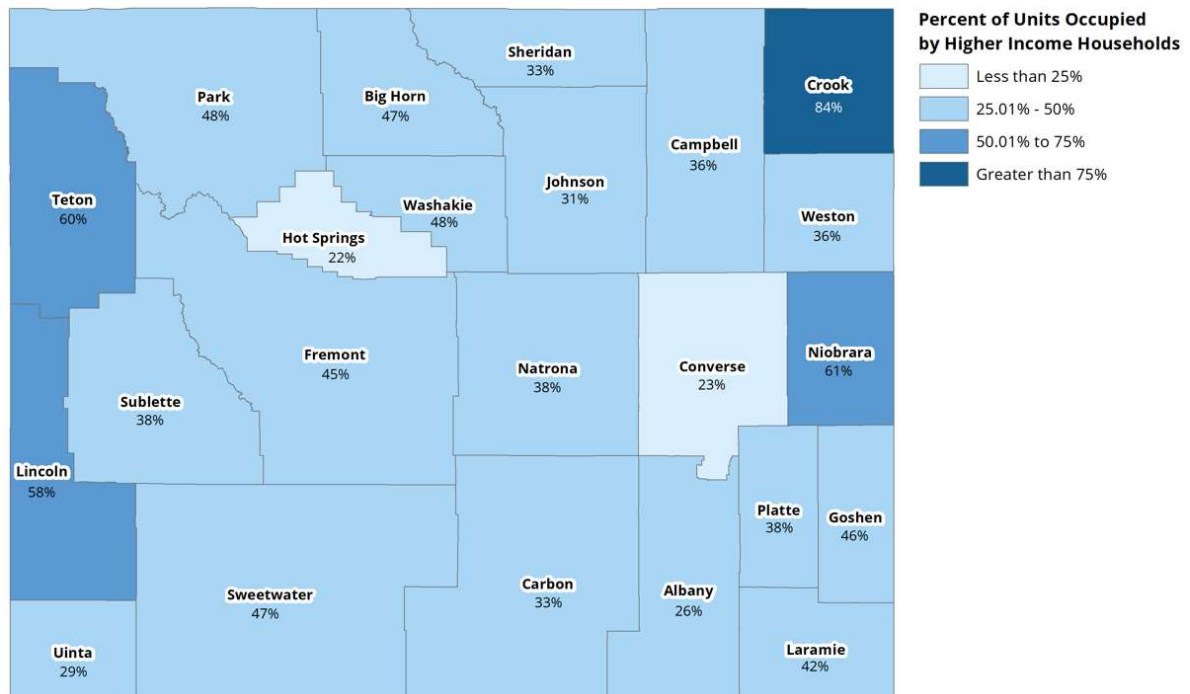 Percent of Units Occupied
by Higher Income Households
Less than 25%
25.01% - 50%
50.01% to 75%
Greater than 75%
Sheridan
33%
Crook
84%
Park
48%
Big Horn
47%
Campbell
36%
Johnson
31%
Teton
60%
Washakie
48%
Weston
36%
Hot Springs
22%
Fremont
45%
Natrona
38%
Converse
23%
Niobrara
61%
Sublette
38%
Lincoln
58%
Platte
38%
Goshen
46%
Sweetwater
47%
Carbon
33%
Albany
26%
Uinta
29%
Laramie
42%